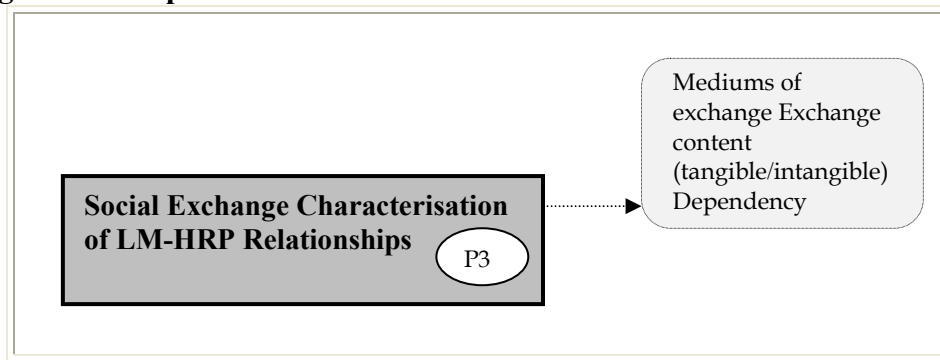 Mediums of
exchange Exchange
content
(tangible/intangible)
Dependency
Social Exchange Characterisation
of LM-HRP Relationships
P3